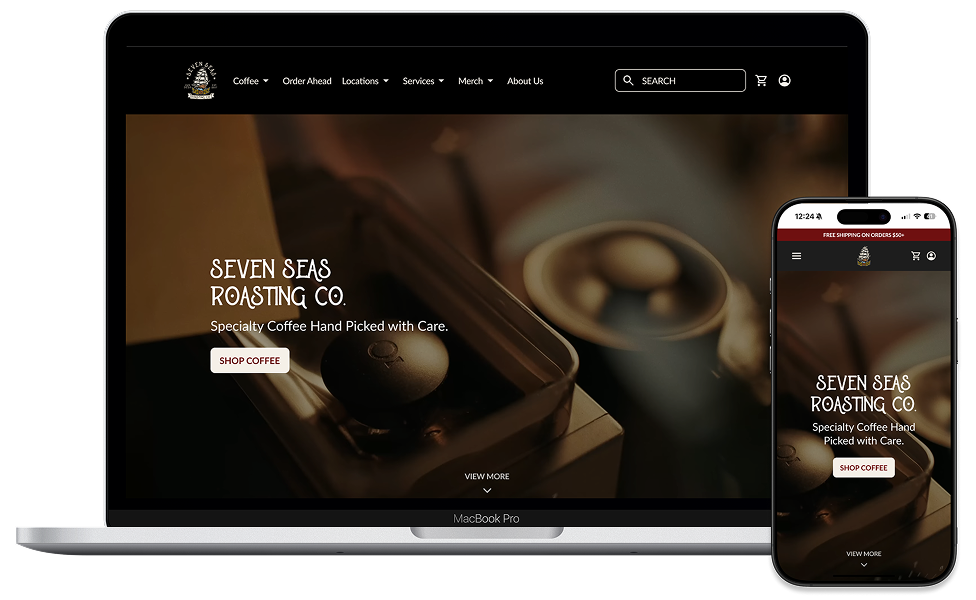 SEVEN SEAS
Coffee
Order Ahead
Locations
Services
Merch
About Us
SEARCH
SEVEN SEAS
ROASTING CO.
Specialty Coffee Hand Picked with Care.
SHOP COFFEE
VIEW MORE
MacBook Pro
12:24
FREE SHIPPING ON ORDERS $50+
SEVEN SEAS
ROASTING CO.
Specialty Coffee Hand
Picked with Care.
SHOP COFFEE
VIEW MORE